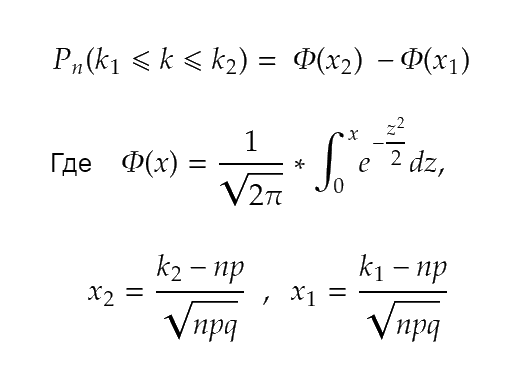 Pₙ(k₁ ⩽ k ⩽ k₂) = Φ(x₂) − Φ(x₁)
Где Φ(x) = 1/√(2π) * ∫₀ˣ e^(−z²/2) dz,
x₂ = (k₂ − np)/√(npq) , x₁ = (k₁ − np)/√(npq)